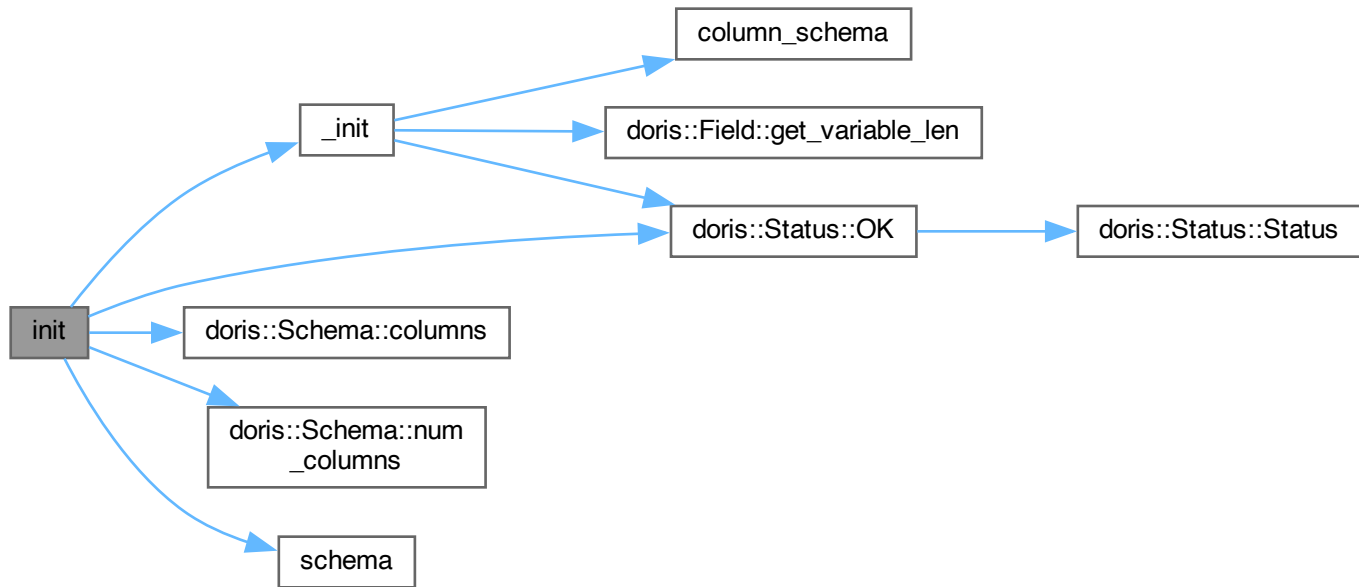 column_schema
_init
doris::Field::get_variable_len
doris::Status::OK
doris::Status::Status
init
doris::Schema::columns
doris::Schema::num
_columns
schema